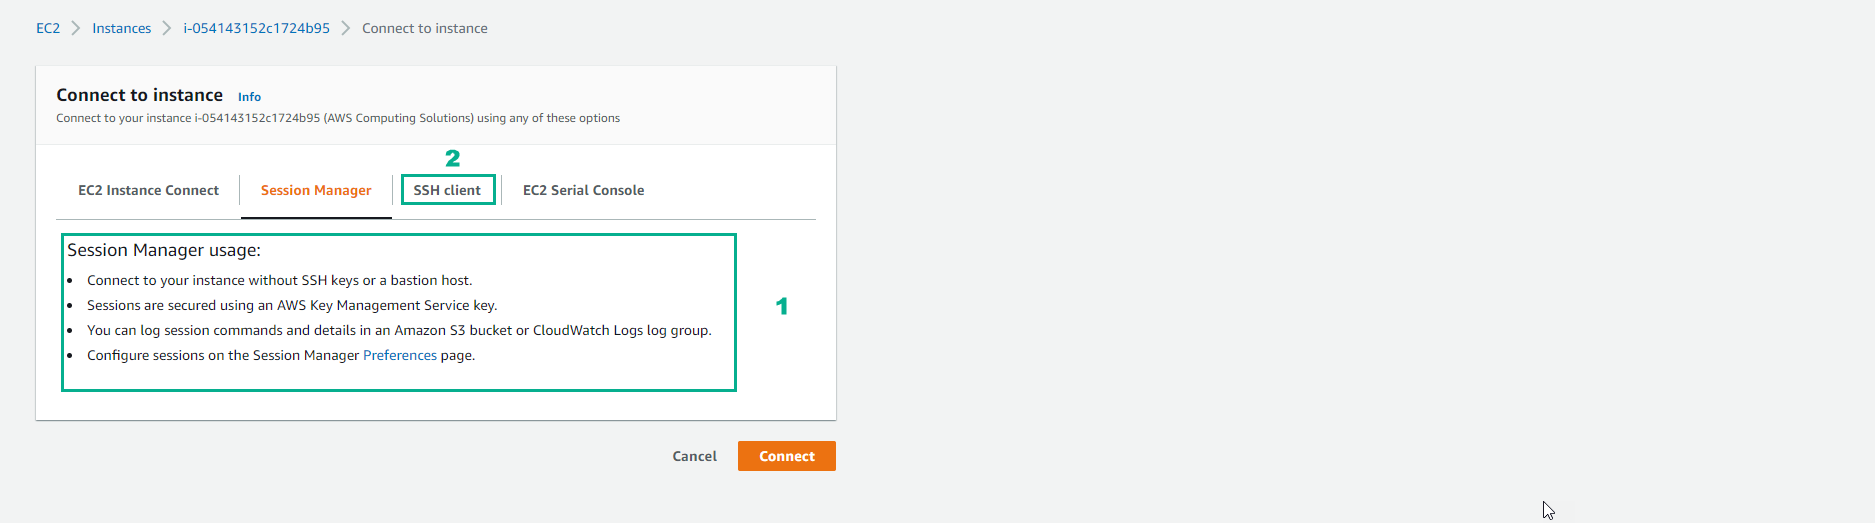 EC2 Instances i-054143152c1724b95 Connect to instance
Connect to instance Info
Connect to your instance i-054143152c1724b95 (AWS Computing Solutions) using any of these options
2
EC2 Instance Connect Session Manager SSH client EC2 Serial Console
Session Manager usage:
Connect to your instance without SSH keys or a bastion host.
Sessions are secured using an AWS Key Management Service key.
1
You can log session commands and details in an Amazon S3 bucket or CloudWatch Logs log group.
Configure sessions on the Session Manager Preferences page.
Cancel Connect